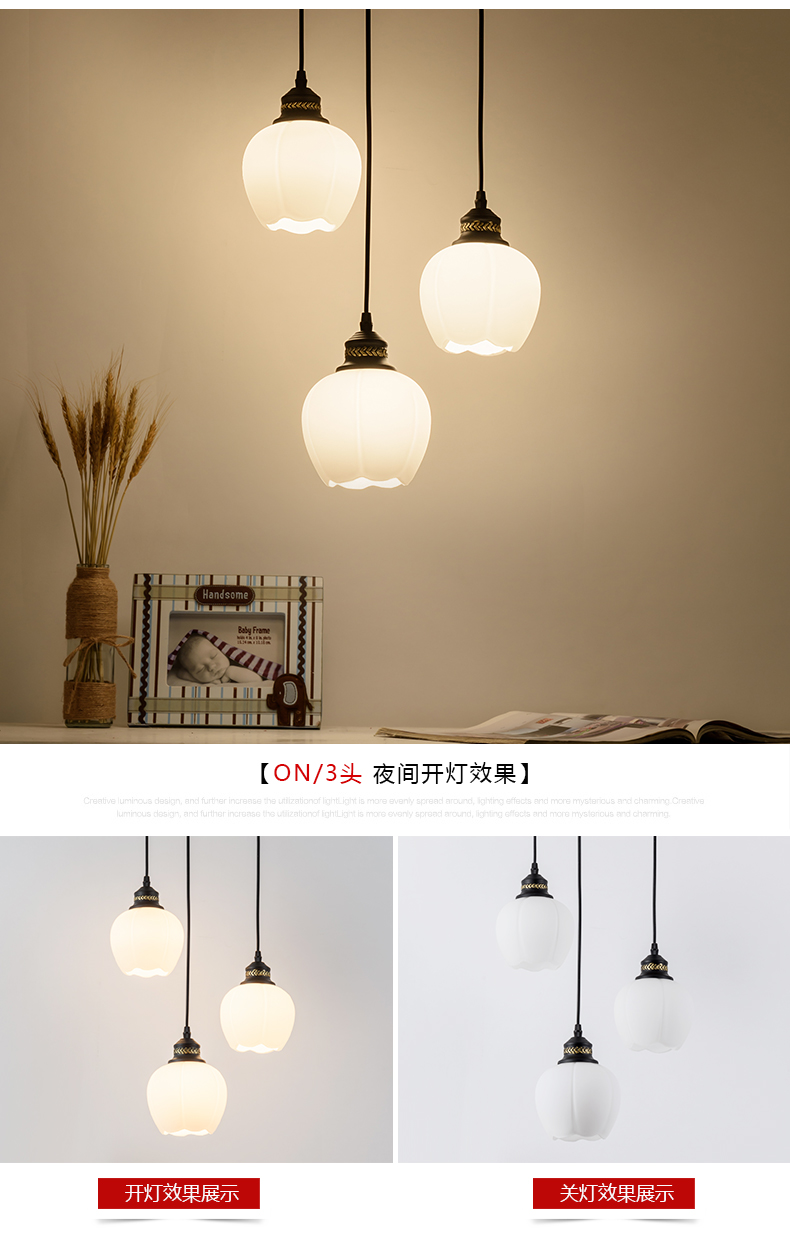 Handsome
Baby Frame
【ON/3头 夜间开灯效果】
Creative luminous design, and further increase the utilizationof lightLight is more evenly spread around, lighting effects and more mysterious and charming.Creative
luminous design, and further increase the utilizationof lightLight is more evenly spread around, lighting effects and more mysterious and charming.
开灯效果展示
关灯效果展示